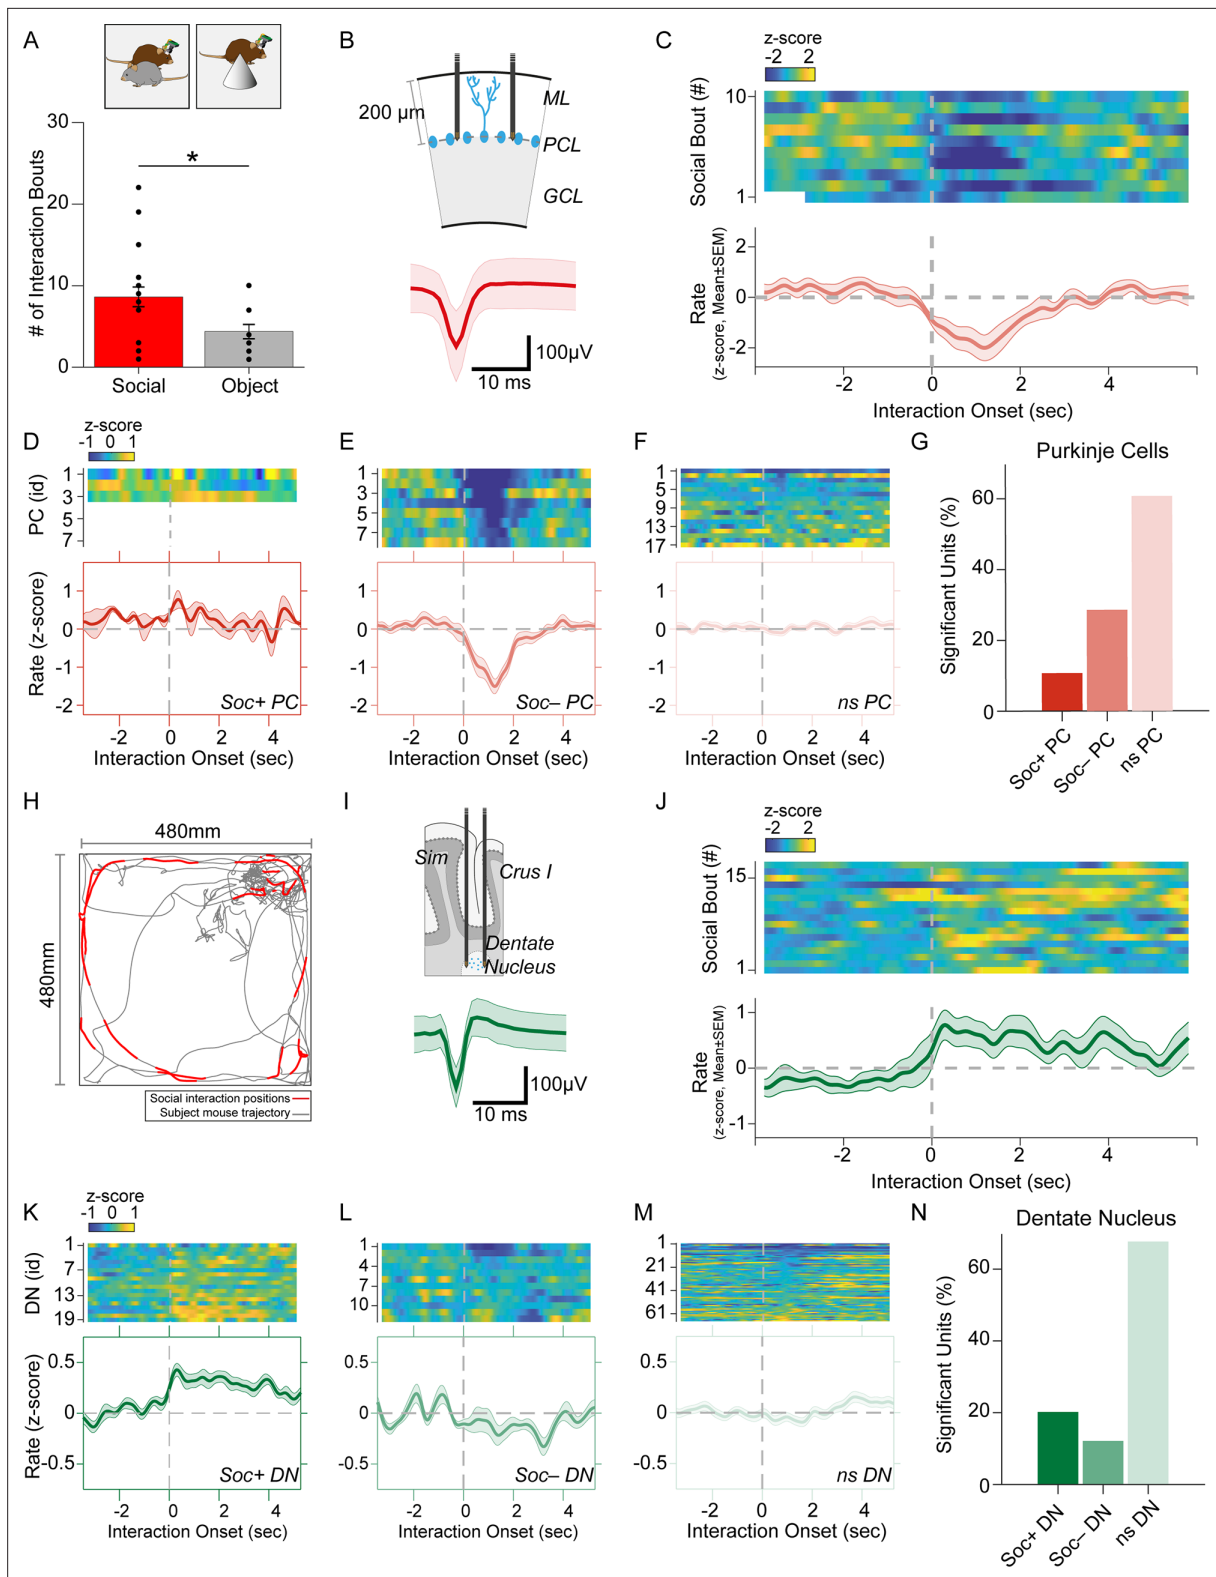 A
30
20
10
0
# of Interaction Bouts
*
Social
Object
B
200 μm
ML
PCL
GCL
100μV
10 ms
C
z-score
-2 2
Social Bout (#)
10
1
Rate
(z-score, Mean±SEM)
2
0
-2
-2 0 2 4
Interaction Onset (sec)
D
z-score
-1 0 1
PC (id)
1
3
5
7
Rate (z-score)
1
0
-1
-2
Soc+ PC
-2 0 2 4
Interaction Onset (sec)
E
1
3
5
7
1
0
-1
-2
Soc– PC
-2 0 2 4
Interaction Onset (sec)
F
1
5
9
13
17
1
0
-1
-2
ns PC
-2 0 2 4
Interaction Onset (sec)
G
Purkinje Cells
Significant Units (%)
60
40
20
0
Soc+ PC
Soc– PC
ns PC
H
480mm
480mm
Social interaction positions
Subject mouse trajectory
I
Sim
Crus I
Dentate
Nucleus
100μV
10 ms
J
z-score
-2 2
Social Bout (#)
15
1
Rate
(z-score, Mean±SEM)
1
0
-1
-2 0 2 4
Interaction Onset (sec)
K
z-score
-1 0 1
DN (id)
1
7
13
19
Rate (z-score)
0.5
0
-0.5
Soc+ DN
-2 0 2 4
Interaction Onset (sec)
L
1
4
7
10
0.5
0
-0.5
Soc– DN
-2 0 2 4
Interaction Onset (sec)
M
1
21
41
61
0.5
0
-0.5
ns DN
-2 0 2 4
Interaction Onset (sec)
N
Dentate Nucleus
Significant Units (%)
60
40
20
0
Soc+ DN
Soc– DN
ns DN